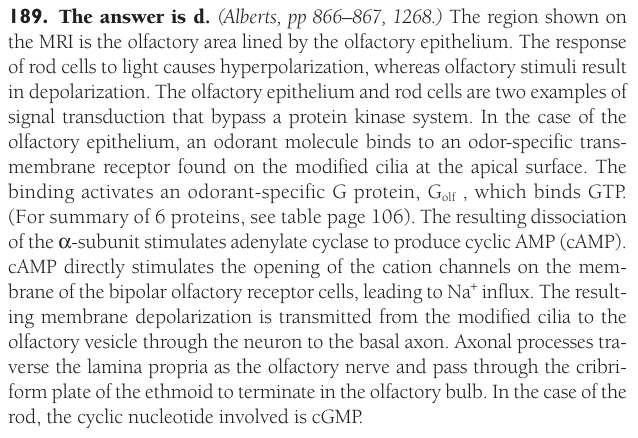 189. The answer is d. (Alberts, pp 866–867, 1268.) The region shown on
the MRI is the olfactory area lined by the olfactory epithelium. The response
of rod cells to light causes hyperpolarization, whereas olfactory stimuli result
in depolarization. The olfactory epithelium and rod cells are two examples of
signal transduction that bypass a protein kinase system. In the case of the
olfactory epithelium, an odorant molecule binds to an odor-specific trans-
membrane receptor found on the modified cilia at the apical surface. The
binding activates an odorant-specific G protein, Golf , which binds GTP.
(For summary of 6 proteins, see table page 106). The resulting dissociation
of the α-subunit stimulates adenylate cyclase to produce cyclic AMP (cAMP).
cAMP directly stimulates the opening of the cation channels on the mem-
brane of the bipolar olfactory receptor cells, leading to Na+ influx. The result-
ing membrane depolarization is transmitted from the modified cilia to the
olfactory vesicle through the neuron to the basal axon. Axonal processes tra-
verse the lamina propria as the olfactory nerve and pass through the cribri-
form plate of the ethmoid to terminate in the olfactory bulb. In the case of the
rod, the cyclic nucleotide involved is cGMP.